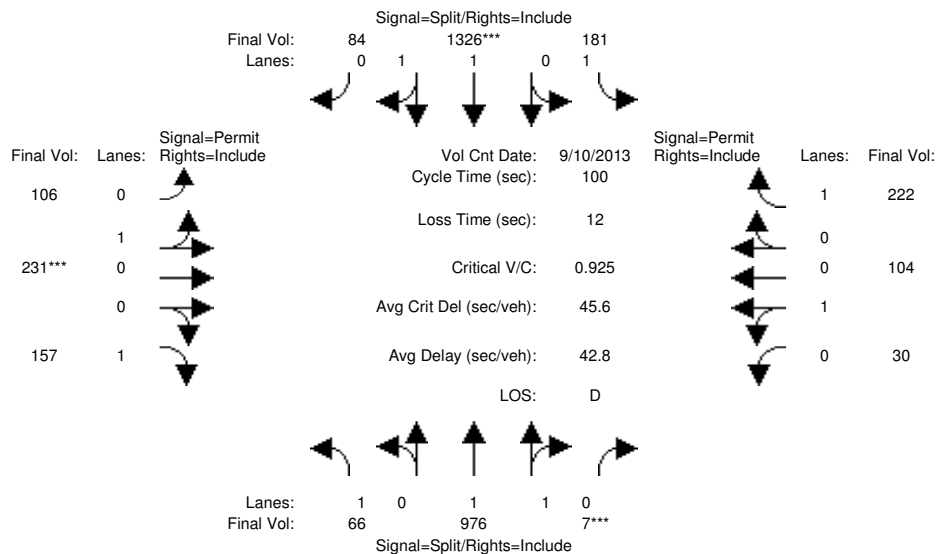 Signal=Split/Rights=Include
Final Vol: 84 1326*** 181
Lanes: 0 1 1 0 1
Signal=Permit
Final Vol: Lanes: Rights=Include
Vol Cnt Date: 9/10/2013
Signal=Permit
Rights=Include Lanes: Final Vol:
Cycle Time (sec): 100
106 0
1 222
Loss Time (sec): 12
1
0
231*** 0
Critical V/C: 0.925
0 104
0
Avg Crit Del (sec/veh): 45.6
1
157 1
Avg Delay (sec/veh): 42.8
0 30
LOS: D
Lanes: 1 0 1 1 0
Final Vol: 66 976 7***
Signal=Split/Rights=Include